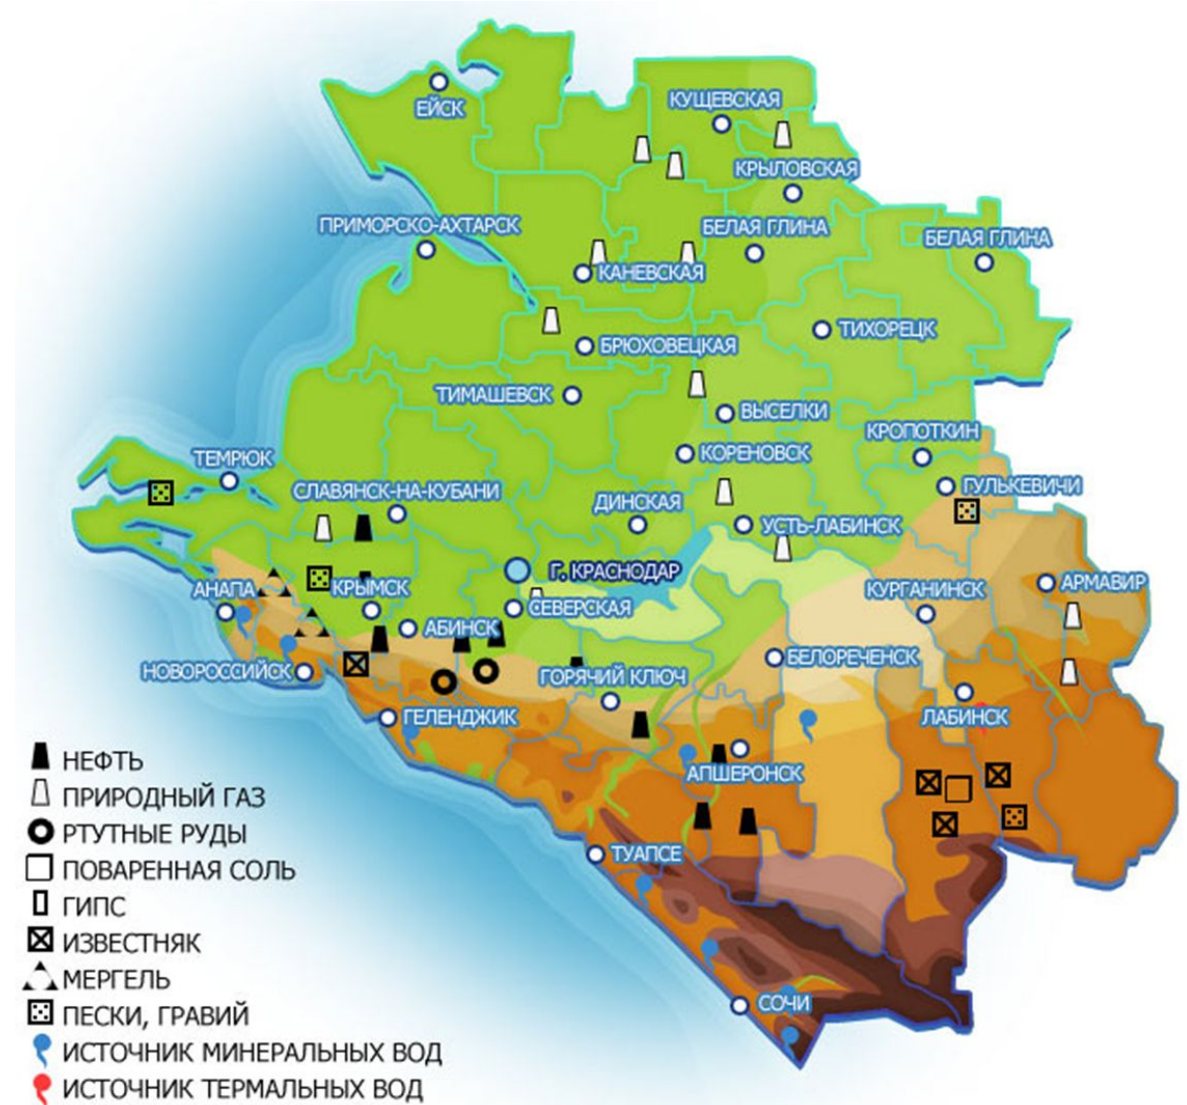 ЕЙСК
КУЩЕВСКАЯ
КРЫЛОВСКАЯ
ПРИМОРСКО-АХТАРСК
БЕЛАЯ ГЛИНА
БЕЛАЯ ГЛИНА
КАНЕВСКАЯ
ТИХОРЕЦК
БРЮХОВЕЦКАЯ
ТИМАШЕВСК
ВЫСЕЛКИ
КРОПОТКИН
КОРЕНОВСК
ТЕМРЮК
ГУЛЬКЕВИЧИ
СЛАВЯНСК-НА-КУБАНИ
ДИНСКАЯ
УСТЬ-ЛАБИНСК
Г. КРАСНОДАР
АРМАВИР
АНАПА
КРЫМСК
КУРГАНИНСК
СЕВЕРСКАЯ
АБИНСК
БЕЛОРЕЧЕНСК
НОВОРОССИЙСК
ГОРЯЧИЙ КЛЮЧ
ГЕЛЕНДЖИК
ЛАБИНСК
АПШЕРОНСК
ТУАПСЕ
СОЧИ
НЕФТЬ
ПРИРОДНЫЙ ГАЗ
РТУТНЫЕ РУДЫ
ПОВАРЕННАЯ СОЛЬ
ГИПС
ИЗВЕСТНЯК
МЕРГЕЛЬ
ПЕСКИ, ГРАВИЙ
ИСТОЧНИК МИНЕРАЛЬНЫХ ВОД
ИСТОЧНИК ТЕРМАЛЬНЫХ ВОД